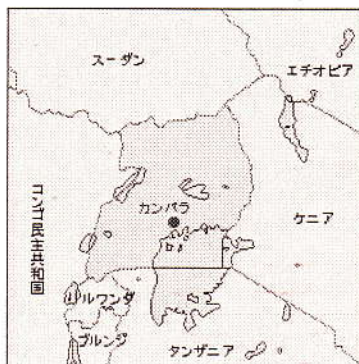 スーダン
エチオピア
カンパラ
ケニア
コンゴ民主共和国
ルワンダ
ブルンジ
タンザニア